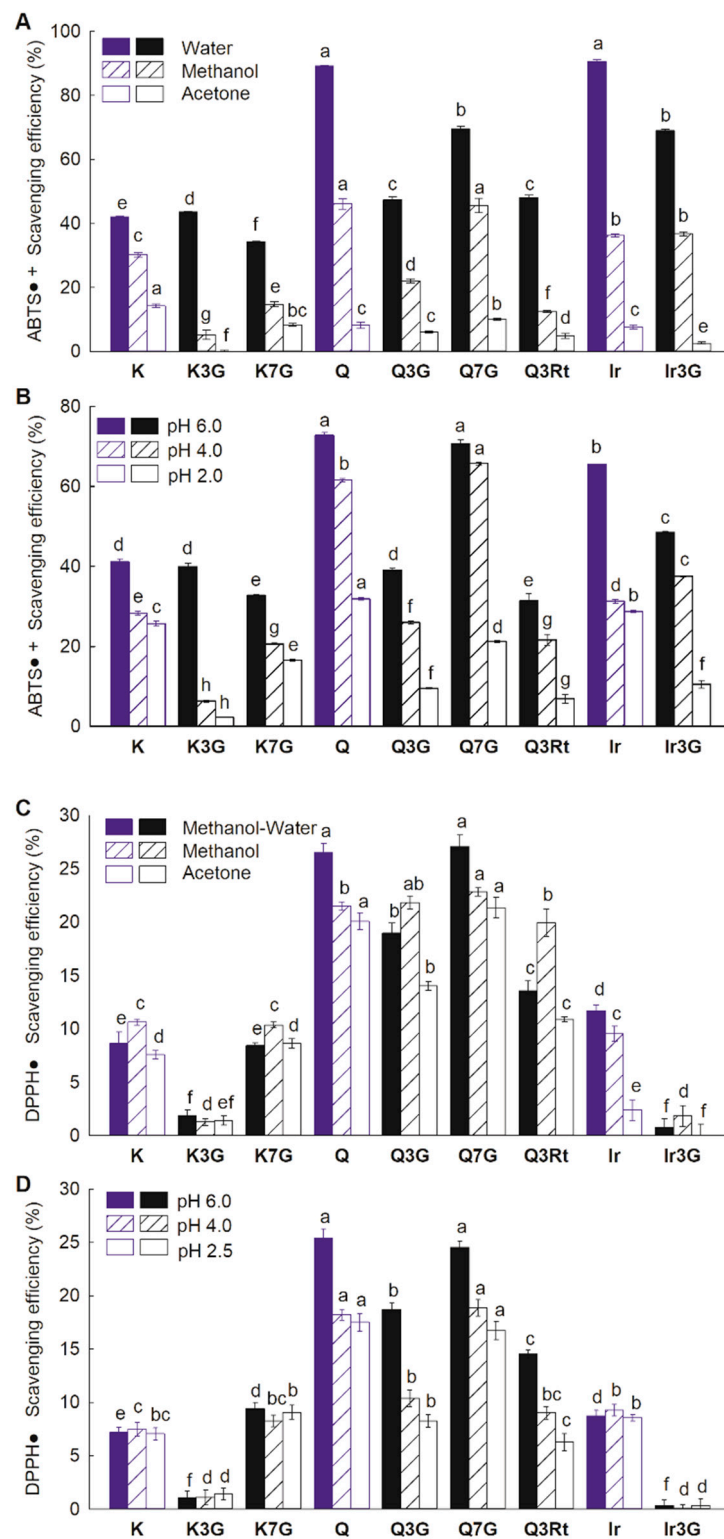 A
ABTS● + Scavenging efficiency (%)
100
80
60
40
20
0
Water
Methanol
Acetone
e c a
d g f
f e bc
a a c
c d c
b a b
c f d
a b c
b b e
K K3G K7G Q Q3G Q7G Q3Rt Ir Ir3G
B
ABTS● + Scavenging efficiency (%)
80
60
40
20
0
pH 6.0
pH 4.0
pH 2.0
d e c
d h h
e g e
a b a
d f f
a a d
e g g
b d b
c c f
K K3G K7G Q Q3G Q7G Q3Rt Ir Ir3G
C
DPPH● Scavenging efficiency (%)
30
25
20
15
10
5
0
Methanol-Water
Methanol
Acetone
e c d
f d ef
e c d
a b a
b ab b
a a a
c b c
d c e
f d f
K K3G K7G Q Q3G Q7G Q3Rt Ir Ir3G
D
DPPH● Scavenging efficiency (%)
30
25
20
15
10
5
0
pH 6.0
pH 4.0
pH 2.5
e c bc
f d d
d bc b
a a a
b b b
a a a
c bc c
d b b
f d d
K K3G K7G Q Q3G Q7G Q3Rt Ir Ir3G